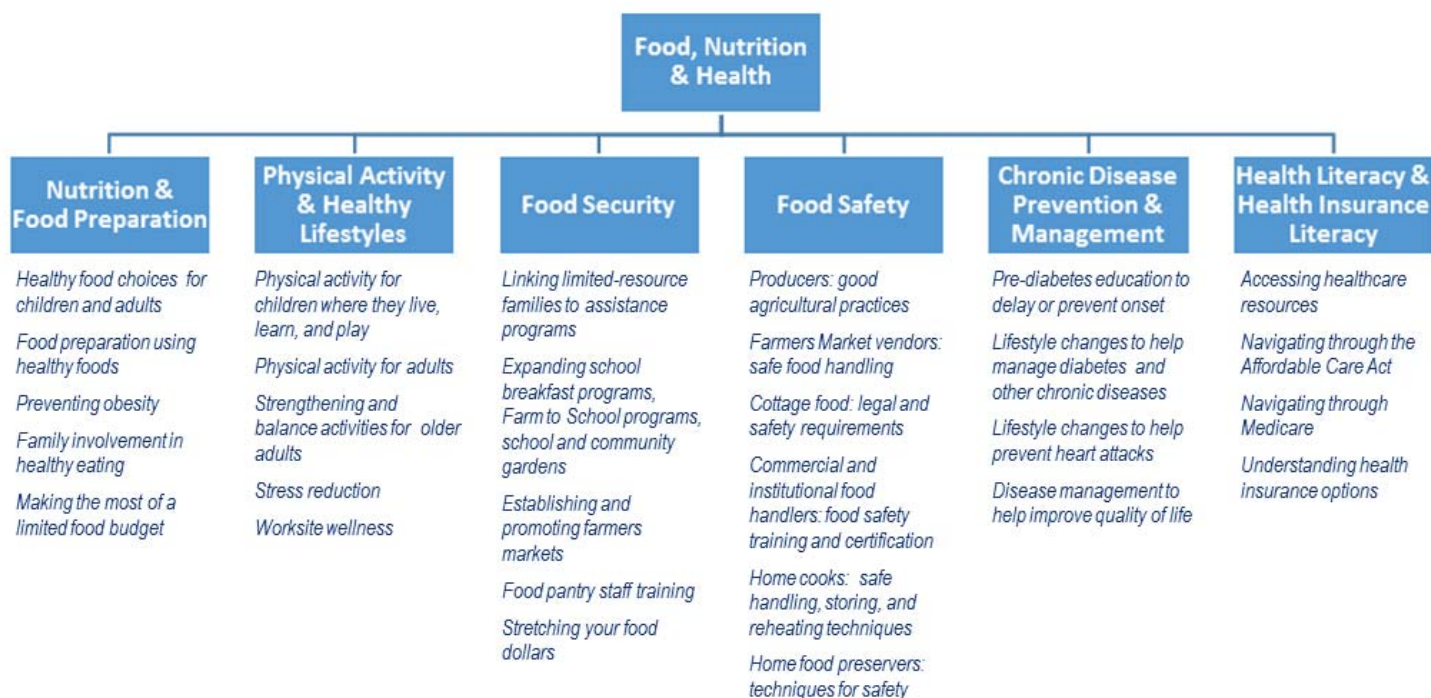 Food, Nutrition
& Health
Nutrition &
Food Preparation
Healthy food choices for
children and adults
Food preparation using
healthy foods
Preventing obesity
Family involvement in
healthy eating
Making the most of a
limited food budget
Physical Activity
& Healthy
Lifestyles
Physical activity for
children where they live,
learn, and play
Physical activity for adults
Strengthening and
balance activities for older
adults
Stress reduction
Worksite wellness
Food Security
Linking limited-resource
families to assistance
programs
Expanding school
breakfast programs,
Farm to School programs,
school and community
gardens
Establishing and
promoting farmers
markets
Food pantry staff training
Stretching your food
dollars
Food Safety
Producers: good
agricultural practices
Farmers Market vendors:
safe food handling
Cottage food: legal and
safety requirements
Commercial and
institutional food
handlers: food safety
training and certification
Home cooks: safe
handling, storing, and
reheating techniques
Home food preservers:
techniques for safety
Chronic Disease
Prevention &
Management
Pre-diabetes education to
delay or prevent onset
Lifestyle changes to help
manage diabetes and
other chronic diseases
Lifestyle changes to help
prevent heart attacks
Disease management to
help improve quality of life
Health Literacy &
Health Insurance
Literacy
Accessing healthcare
resources
Navigating through the
Affordable Care Act
Navigating through
Medicare
Understanding health
insurance options